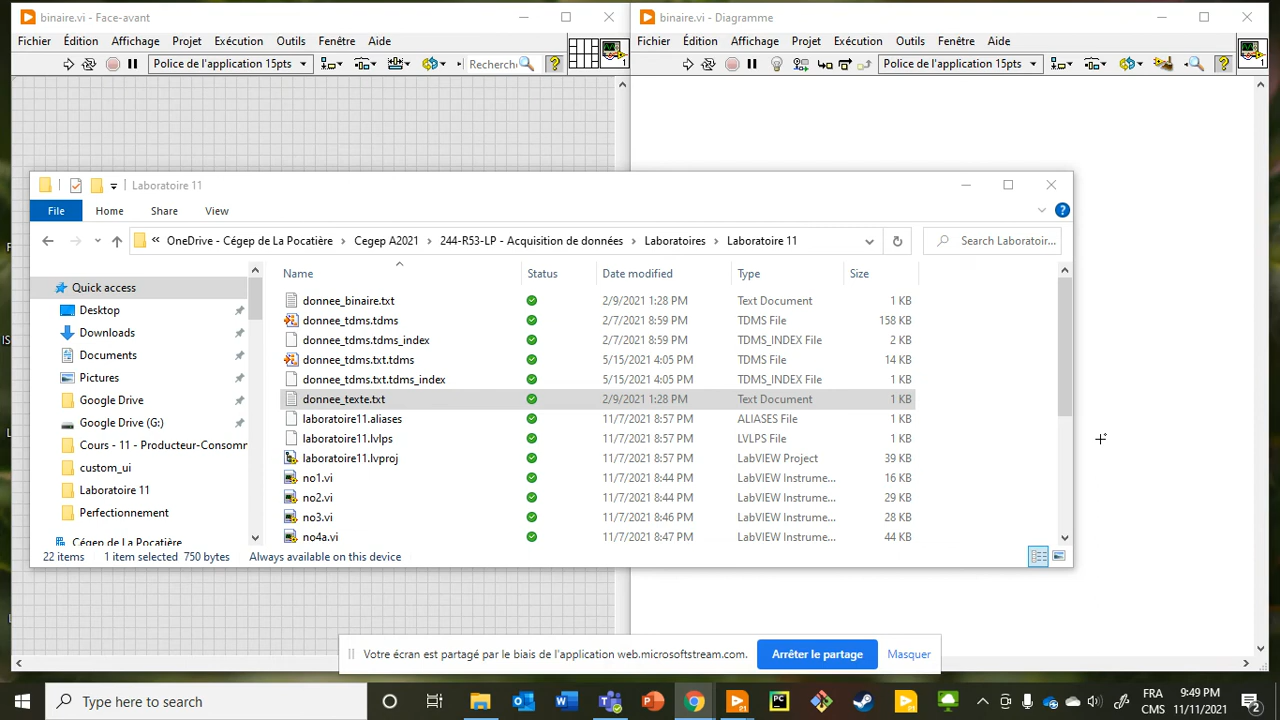 binaire.vi - Face-avant
Fichier Édition Affichage Projet Exécution Outils Fenêtre Aide
Police de l'application 15pts
Recherch
binaire.vi - Diagramme
Fichier Édition Affichage Projet Exécution Outils Fenêtre Aide
Police de l'application 15pts
Laboratoire 11
File Home Share View
« OneDrive - Cégep de La Pocatière > Cegep A2021 > 244-R53-LP - Acquisition de données > Laboratoires > Laboratoire 11
Search Laboratoir...
Quick access
Desktop
Downloads
Documents
Pictures
Google Drive
Google Drive (G:)
Cours - 11 - Producteur-Consomm
custom_ui
Laboratoire 11
Perfectionnement
Cégep de La Pocatière
Name Status Date modified Type Size
donnee_binaire.txt 2/9/2021 1:28 PM Text Document 1 KB
donnee_tdms.tdms 2/7/2021 8:59 PM TDMS File 158 KB
donnee_tdms.tdms_index 2/7/2021 8:59 PM TDMS_INDEX File 2 KB
donnee_tdms.txt.tdms 5/15/2021 4:05 PM TDMS File 14 KB
donnee_tdms.txt.tdms_index 5/15/2021 4:05 PM TDMS_INDEX File 1 KB
donnee_texte.txt 2/9/2021 1:28 PM Text Document 1 KB
laboratoire11.aliases 11/7/2021 8:57 PM ALIASES File 1 KB
laboratoire11.lvlps 11/7/2021 8:57 PM LVLPS File 1 KB
laboratoire11.lvproj 11/7/2021 8:57 PM LabVIEW Project 39 KB
no1.vi 11/7/2021 8:44 PM LabVIEW Instrume... 16 KB
no2.vi 11/7/2021 8:44 PM LabVIEW Instrume... 29 KB
no3.vi 11/7/2021 8:46 PM LabVIEW Instrume... 28 KB
no4a.vi 11/7/2021 8:47 PM LabVIEW Instrume... 44 KB
22 items 1 item selected 750 bytes Always available on this device
Votre écran est partagé par le biais de l'application web.microsoftstream.com. Arrêter le partage Masquer
Type here to search
FRA
CMS
9:49 PM
11/11/2021
2